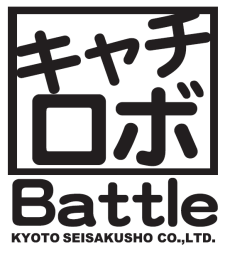 キャチ
ロボ
Battle
KYOTO SEISAKUSHO CO.,LTD.